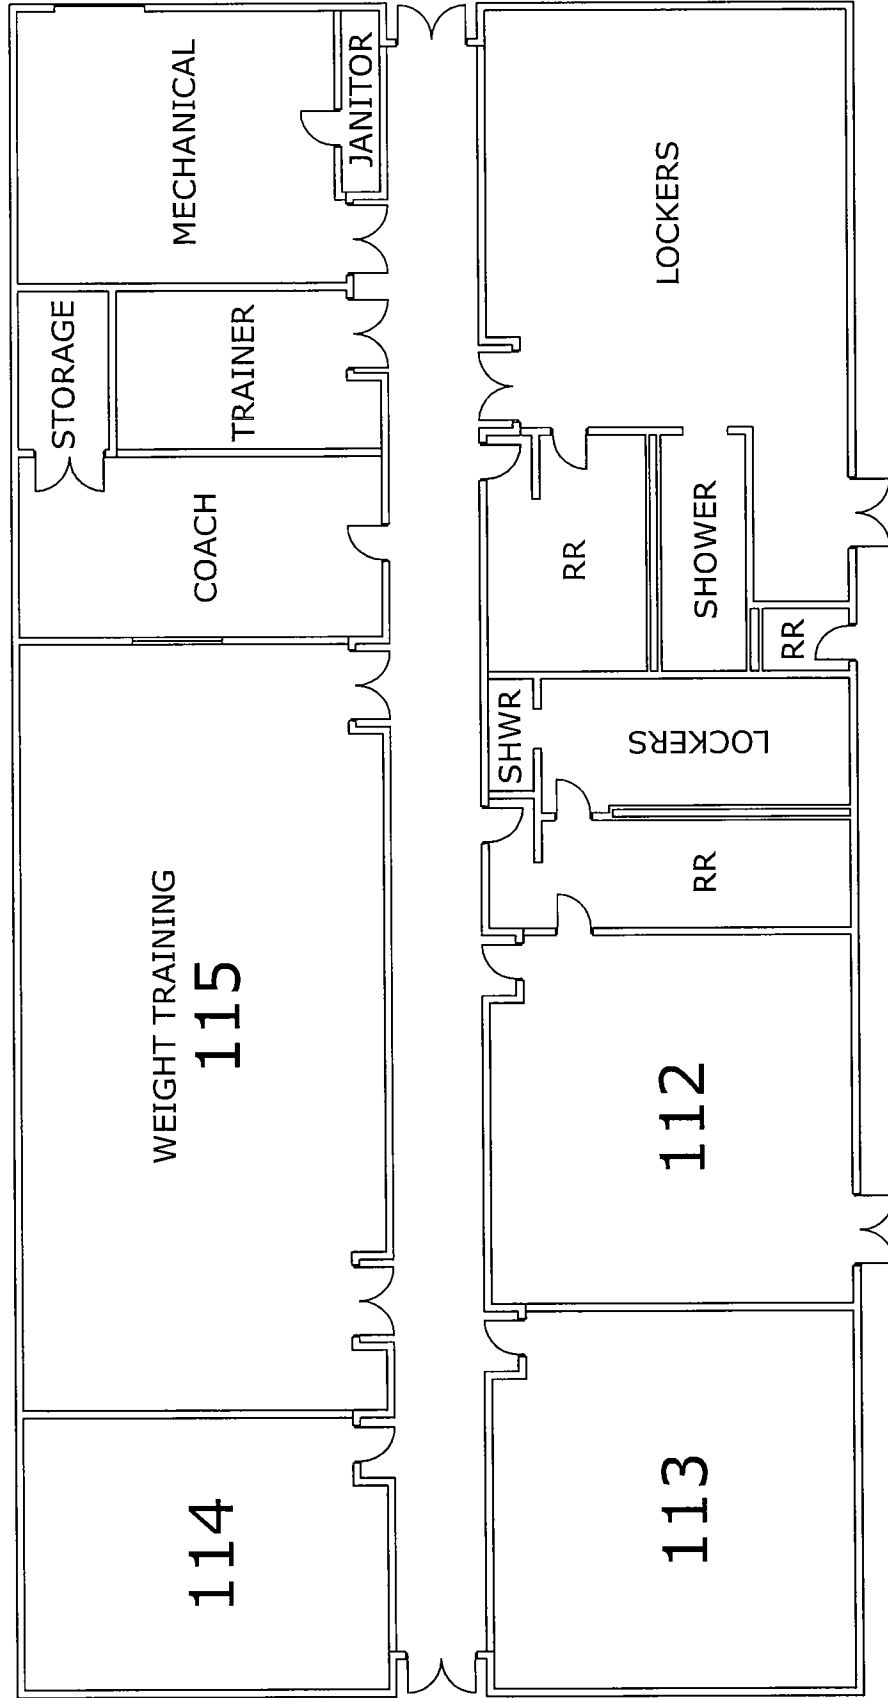 114
WEIGHT TRAINING
115
COACH
STORAGE
TRAINER
MECHANICAL
JANITOR
113
112
RR
SHWR
LOCKERS
RR
SHOWER
RR
LOCKERS